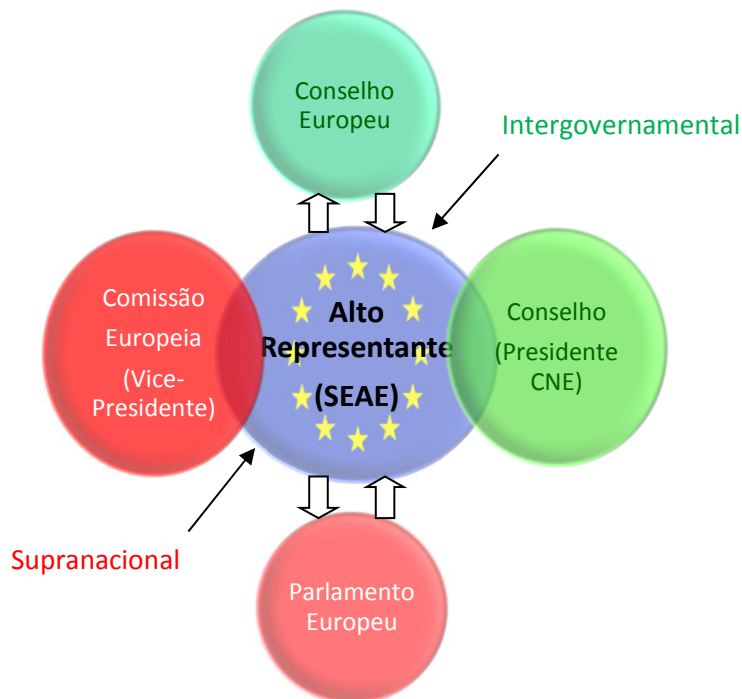 Conselho
Europeu
Intergovernamental
Comissão
Europeia
(Vice-
Presidente)
Alto
Representante
(SEAE)
Conselho
(Presidente
CNE)
Supranacional
Parlamento
Europeu